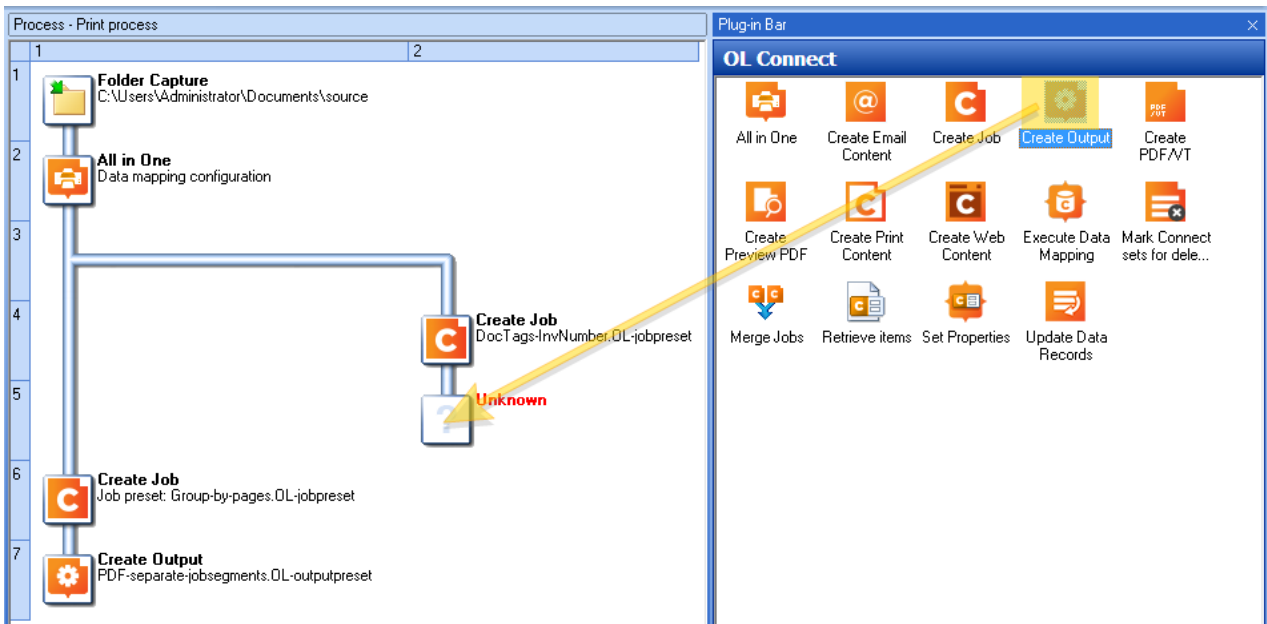 Process - Print process
1
2
1
Folder Capture
C:\Users\Administrator\Documents\source
2
All in One
Data mapping configuration
3
4
Create Job
DocTags-InvNumber.OL-jobpreset
5
?
Unknown
6
Create Job
Job preset: Group-by-pages.OL-jobpreset
7
Create Output
PDF-separate-jobsegments.OL-outputpreset
Plug-in Bar
OL Connect
All in One
Create Email
Content
Create Job
Create Output
PDF
/VT
Create
PDF/VT
Create
Preview PDF
Create Print
Content
Create Web
Content
Execute Data
Mapping
Mark Connect
sets for dele...
Merge Jobs
Retrieve items
Set Properties
Update Data
Records